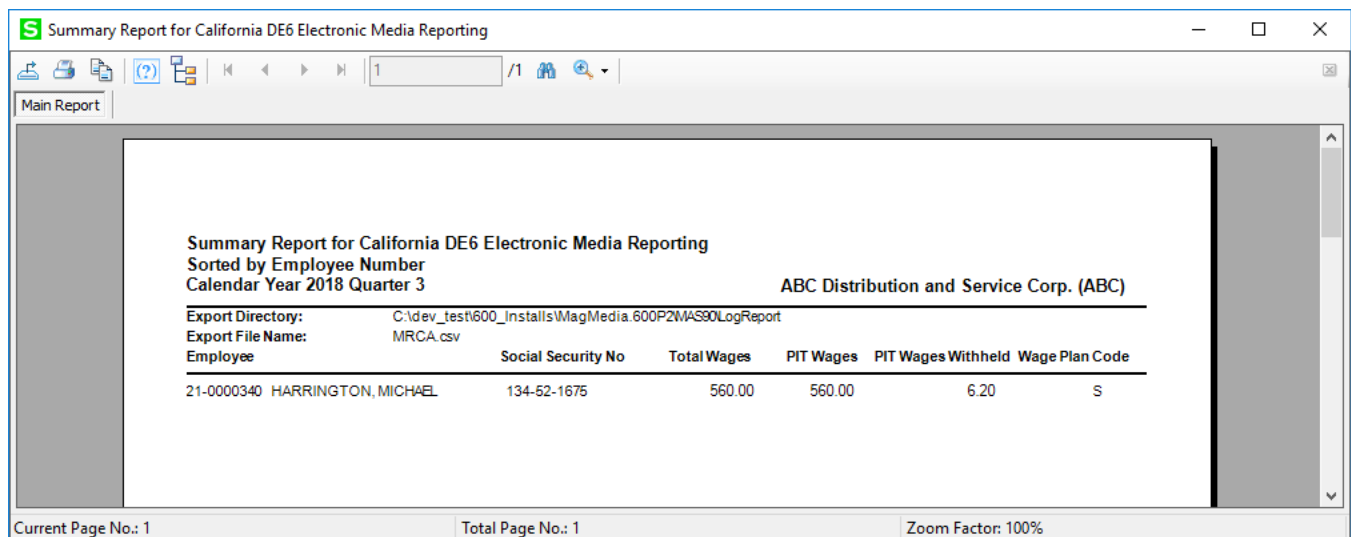 S Summary Report for California DE6 Electronic Media Reporting
(?) 1 /1
Main Report
Summary Report for California DE6 Electronic Media Reporting
Sorted by Employee Number
Calendar Year 2018 Quarter 3 ABC Distribution and Service Corp. (ABC)
Export Directory: C:\dev_test\600_Installs\MagMedia.600P2\MAS90\LogReport
Export File Name: MRCA.csv
Employee Social Security No Total Wages PIT Wages PIT Wages Withheld Wage Plan Code
21-0000340 HARRINGTON, MICHAEL 134-52-1675 560.00 560.00 6.20 S
Current Page No.: 1 Total Page No.: 1 Zoom Factor: 100%